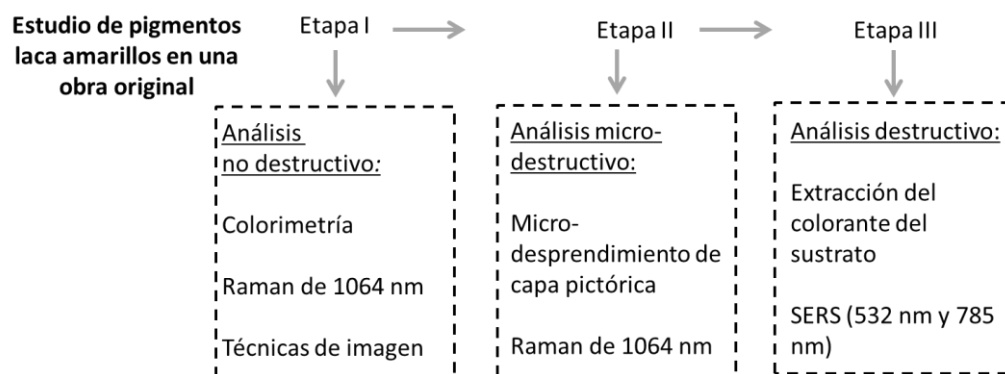 Estudio de pigmentos
laca amarillos en una
obra original
Etapa I
Etapa II
Etapa III
Análisis
no destructivo:
Colorimetría
Raman de 1064 nm
Técnicas de imagen
Análisis micro-
destructivo:
Micro-
desprendimiento de
capa pictórica
Raman de 1064 nm
Análisis destructivo:
Extracción del
colorante del
sustrato
SERS (532 nm y 785
nm)